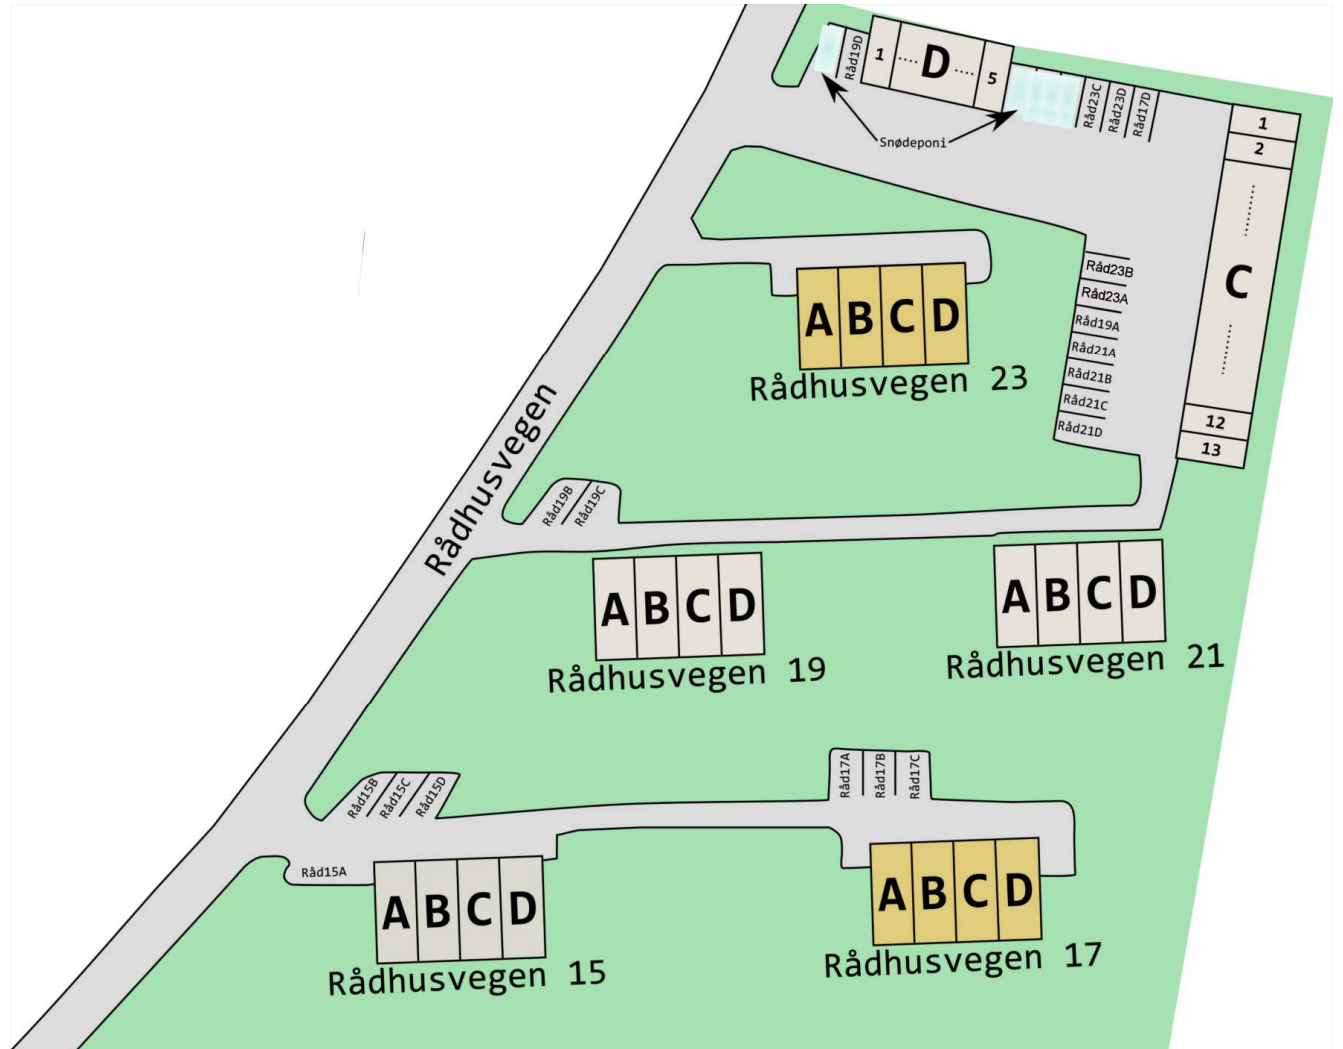 Råd19D
1 .... D .... 5
Snødeponi
Råd23C
Råd23D
Råd17D
1
2
........
C
........
12
13
Råd23B
Råd23A
Råd19A
Råd21A
Råd21B
Råd21C
Råd21D
A B C D
Rådhusvegen 23
Rådhusvegen
Råd19B
Råd19C
A B C D
Rådhusvegen 19
A B C D
Rådhusvegen 21
Råd15B
Råd15C
Råd15D
Råd17A
Råd17B
Råd17C
Råd15A
A B C D
Rådhusvegen 15
A B C D
Rådhusvegen 17